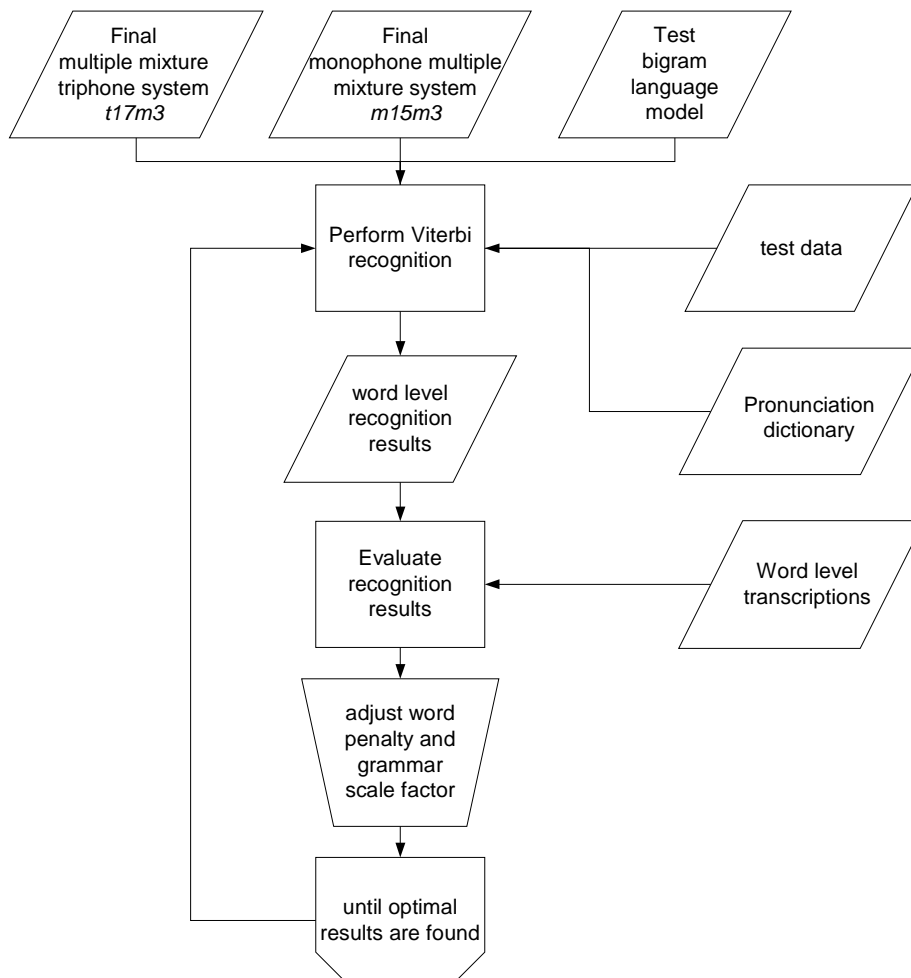 Final
multiple mixture
triphone system
t17m3
Final
monophone multiple
mixture system
m15m3
Test
bigram
language
model
Perform Viterbi
recognition
test data
word level
recognition
results
Pronunciation
dictionary
Evaluate
recognition
results
Word level
transcriptions
adjust word
penalty and
grammar
scale factor
until optimal
results are found